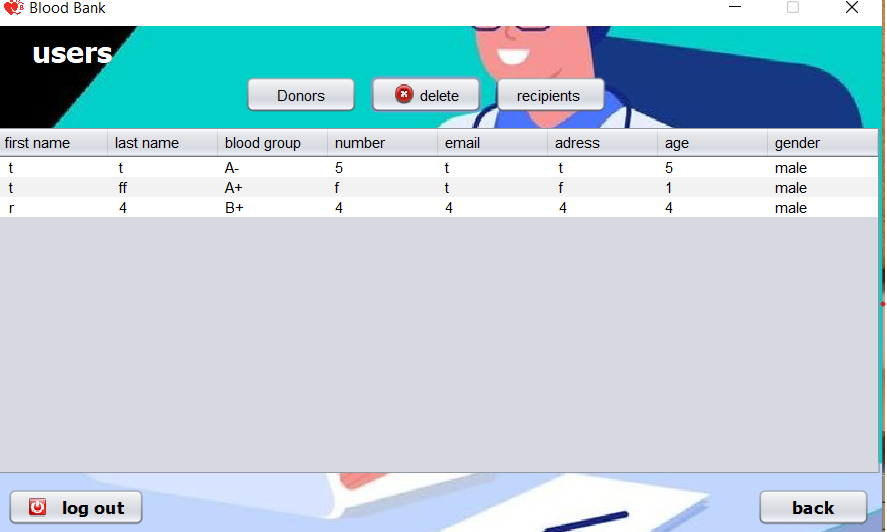 Blood Bank
users
Donors delete recipients
first name last name blood group number email adress age gender
t t A- 5 t t 5 male
t ff A+ f t f 1 male
r 4 B+ 4 4 4 4 male
log out back